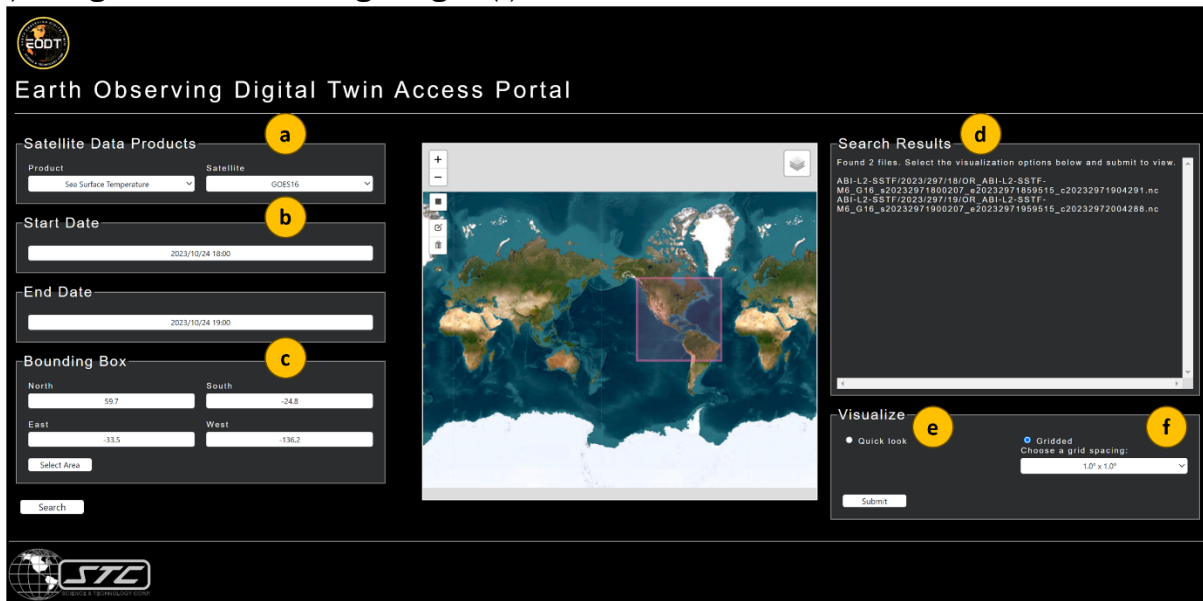 EODT
Earth Observing Digital Twin Access Portal
Satellite Data Products
a
Product
Satellite
Sea Surface Temperature
GOES16
b
Start Date
2023/10/24 18:00
End Date
2023/10/24 19:00
Bounding Box
c
North
South
59.7
-24.8
East
West
-33.5
-136.2
Select Area
Search
+
−
Search Results
d
Found 2 files. Select the visualization options below and submit to view.
ABI-L2-SSTF/2023/297/18/OR_ABI-L2-SSTF-
M6_G16_s20232971800207_e20232971859515_c20232971904291.nc
ABI-L2-SSTF/2023/297/19/OR_ABI-L2-SSTF-
M6_G16_s20232971900207_e20232971959515_c20232972004288.nc
Visualize
e
f
Quick look
Gridded
Choose a grid spacing:
1.0° x 1.0°
Submit
STC
SCIENCE & TECHNOLOGY CORP.